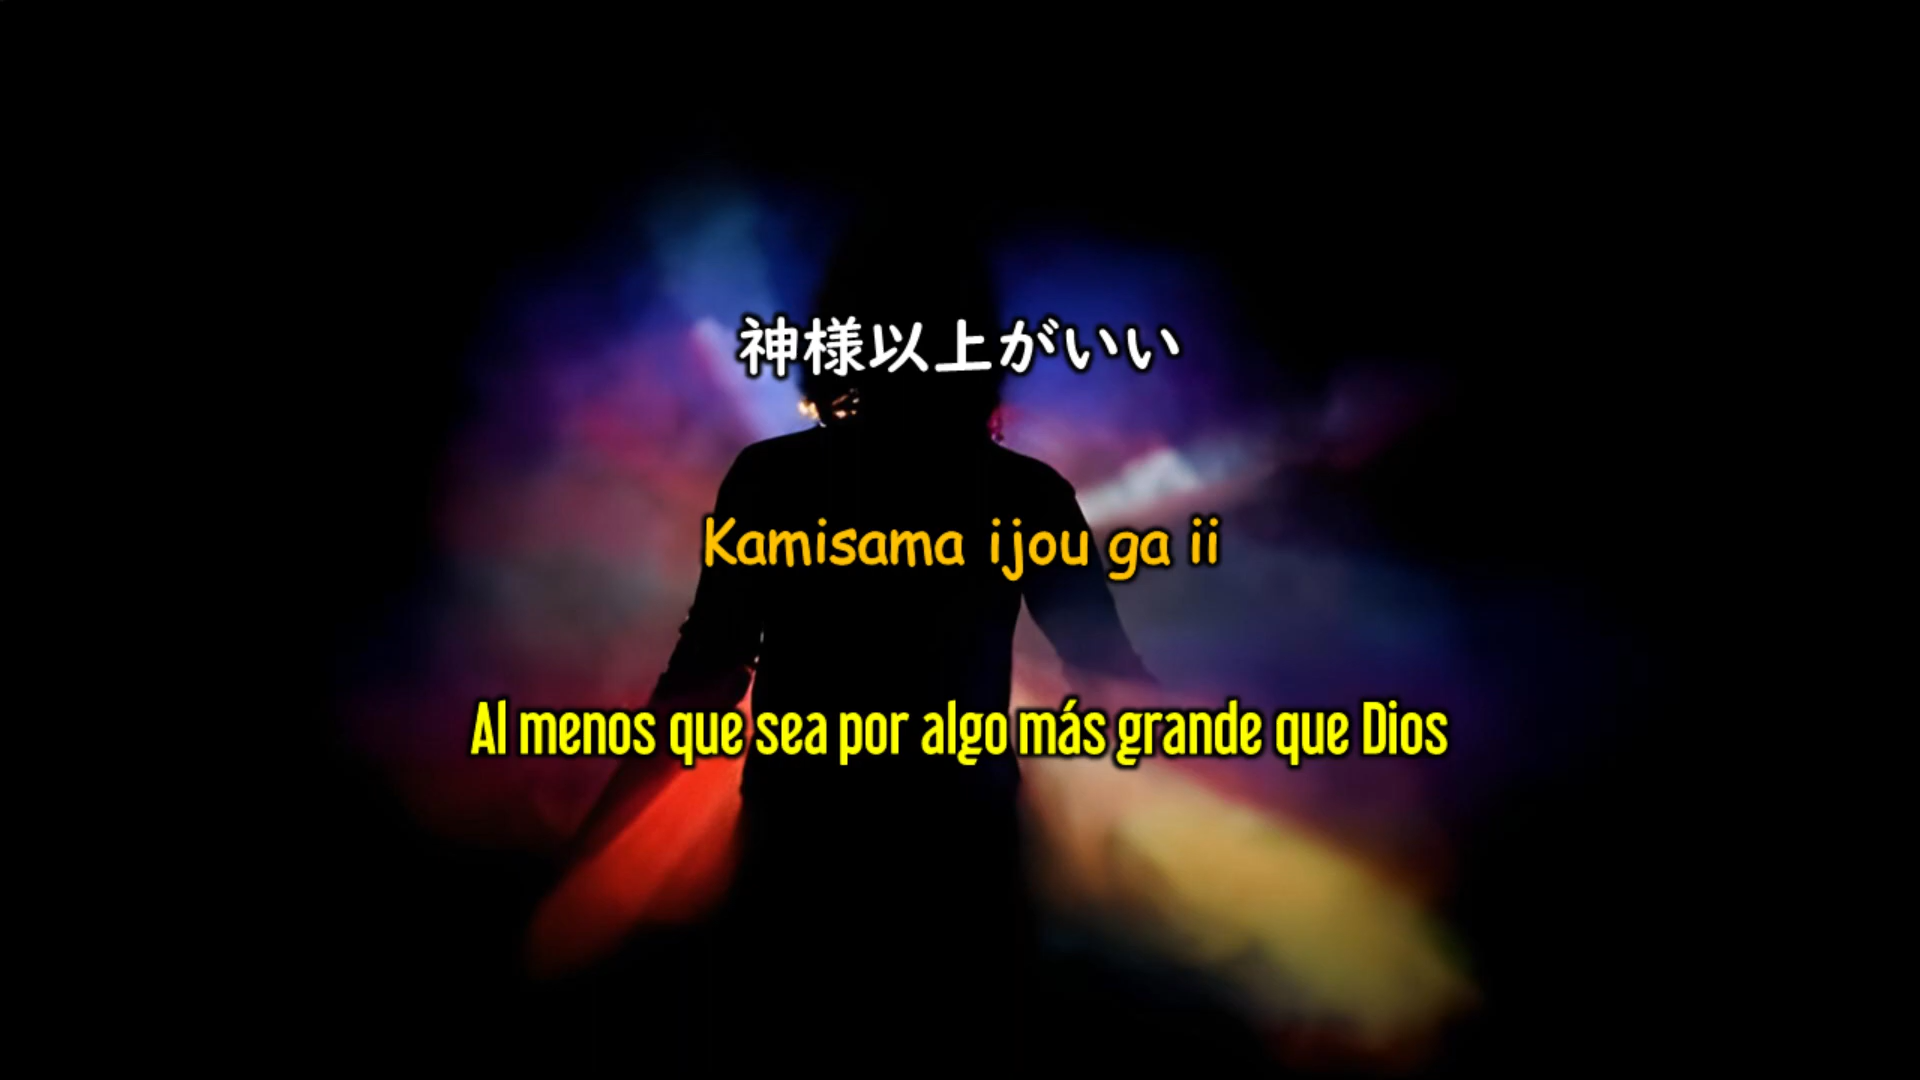 神様以上がいい
Kamisama ijou ga ii
Al menos que sea por algo más grande que Dios